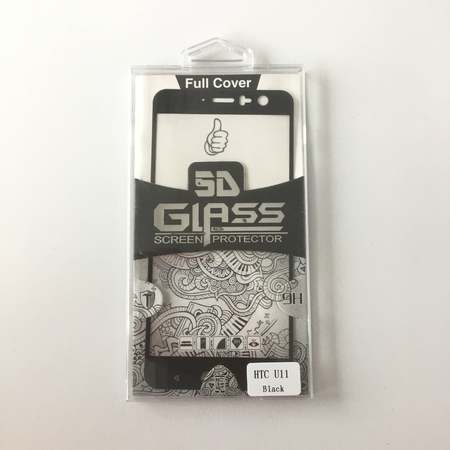 Full Cover
5D
GLASS
SCREEN PROTECTOR
9H
HTC U11
Black